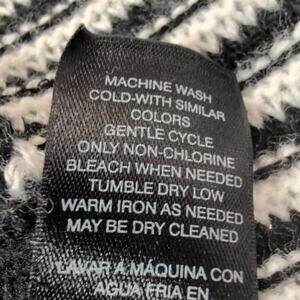 MACHINE WASH
COLD-WITH SIMILAR
COLORS
GENTLE CYCLE
ONLY NON-CHLORINE
BLEACH WHEN NEEDED
TUMBLE DRY LOW
WARM IRON AS NEEDED
MAY BE DRY CLEANED
LAVAR A MÁQUINA CON
AGUA FRIA EN